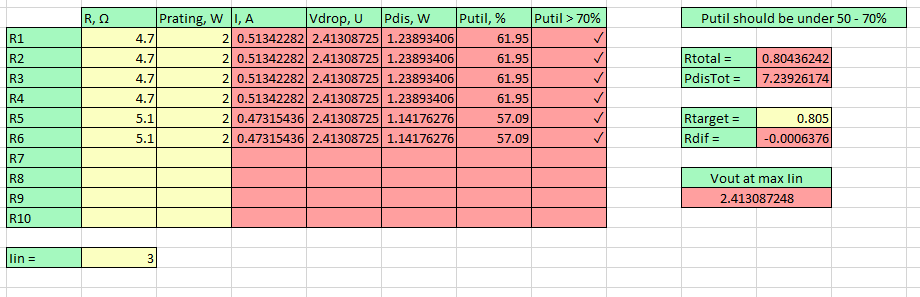 R, Ω Prating, W I, A Vdrop, U Pdis, W Putil, % Putil > 70% Putil should be under 50 - 70%
R1 4.7 2 0.51342282 2.41308725 1.23893406 61.95 ✓
R2 4.7 2 0.51342282 2.41308725 1.23893406 61.95 ✓ Rtotal = 0.80436242
R3 4.7 2 0.51342282 2.41308725 1.23893406 61.95 ✓ PdisTot = 7.23926174
R4 4.7 2 0.51342282 2.41308725 1.23893406 61.95 ✓
R5 5.1 2 0.47315436 2.41308725 1.14176276 57.09 ✓ Rtarget = 0.805
R6 5.1 2 0.47315436 2.41308725 1.14176276 57.09 ✓ Rdif = -0.0006376
R7
R8 Vout at max Iin
R9 2.413087248
R10
Iin = 3